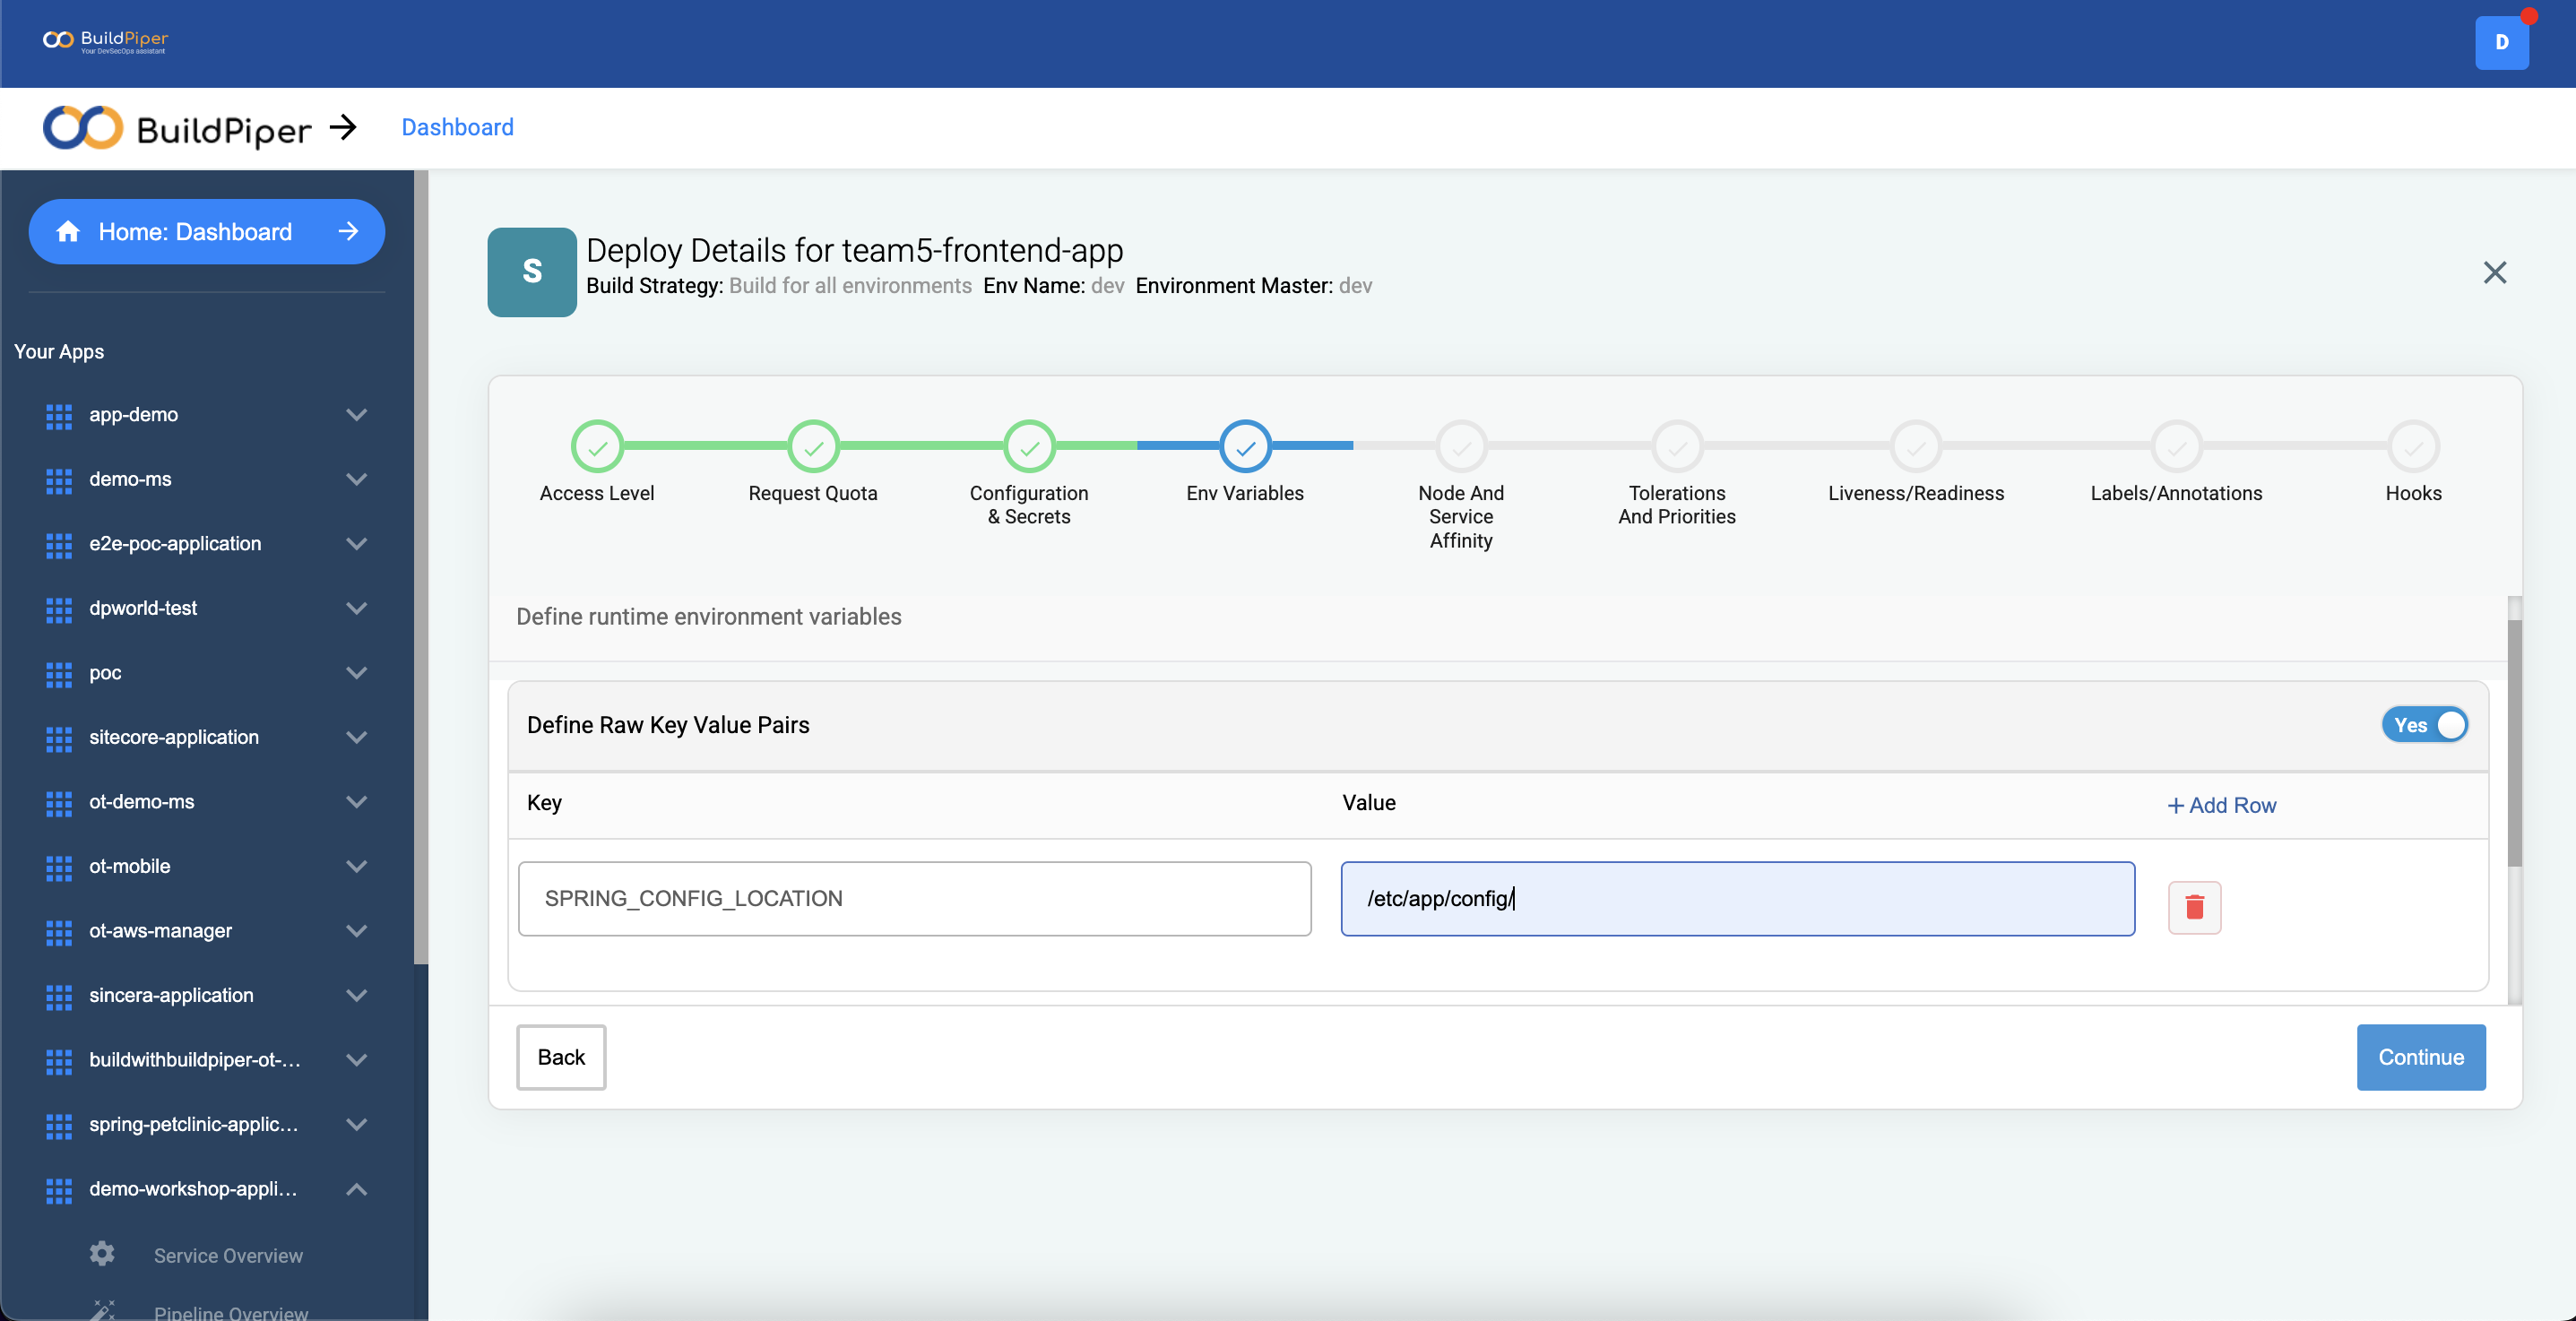 BuildPiper
Your DevSecOps assistant
D
BuildPiper
Dashboard
Home: Dashboard
Your Apps
app-demo
demo-ms
e2e-poc-application
dpworld-test
poc
sitecore-application
ot-demo-ms
ot-mobile
ot-aws-manager
sincera-application
buildwithbuildpiper-ot-...
spring-petclinic-applic...
demo-workshop-appli...
Service Overview
Pipeline Overview
S
Deploy Details for team5-frontend-app
Build Strategy: Build for all environments Env Name: dev Environment Master: dev
Access Level
Request Quota
Configuration
& Secrets
Env Variables
Node And
Service
Affinity
Tolerations
And Priorities
Liveness/Readiness
Labels/Annotations
Hooks
Define runtime environment variables
Define Raw Key Value Pairs
Yes
Key
Value
+ Add Row
SPRING_CONFIG_LOCATION
/etc/app/config/
Back
Continue